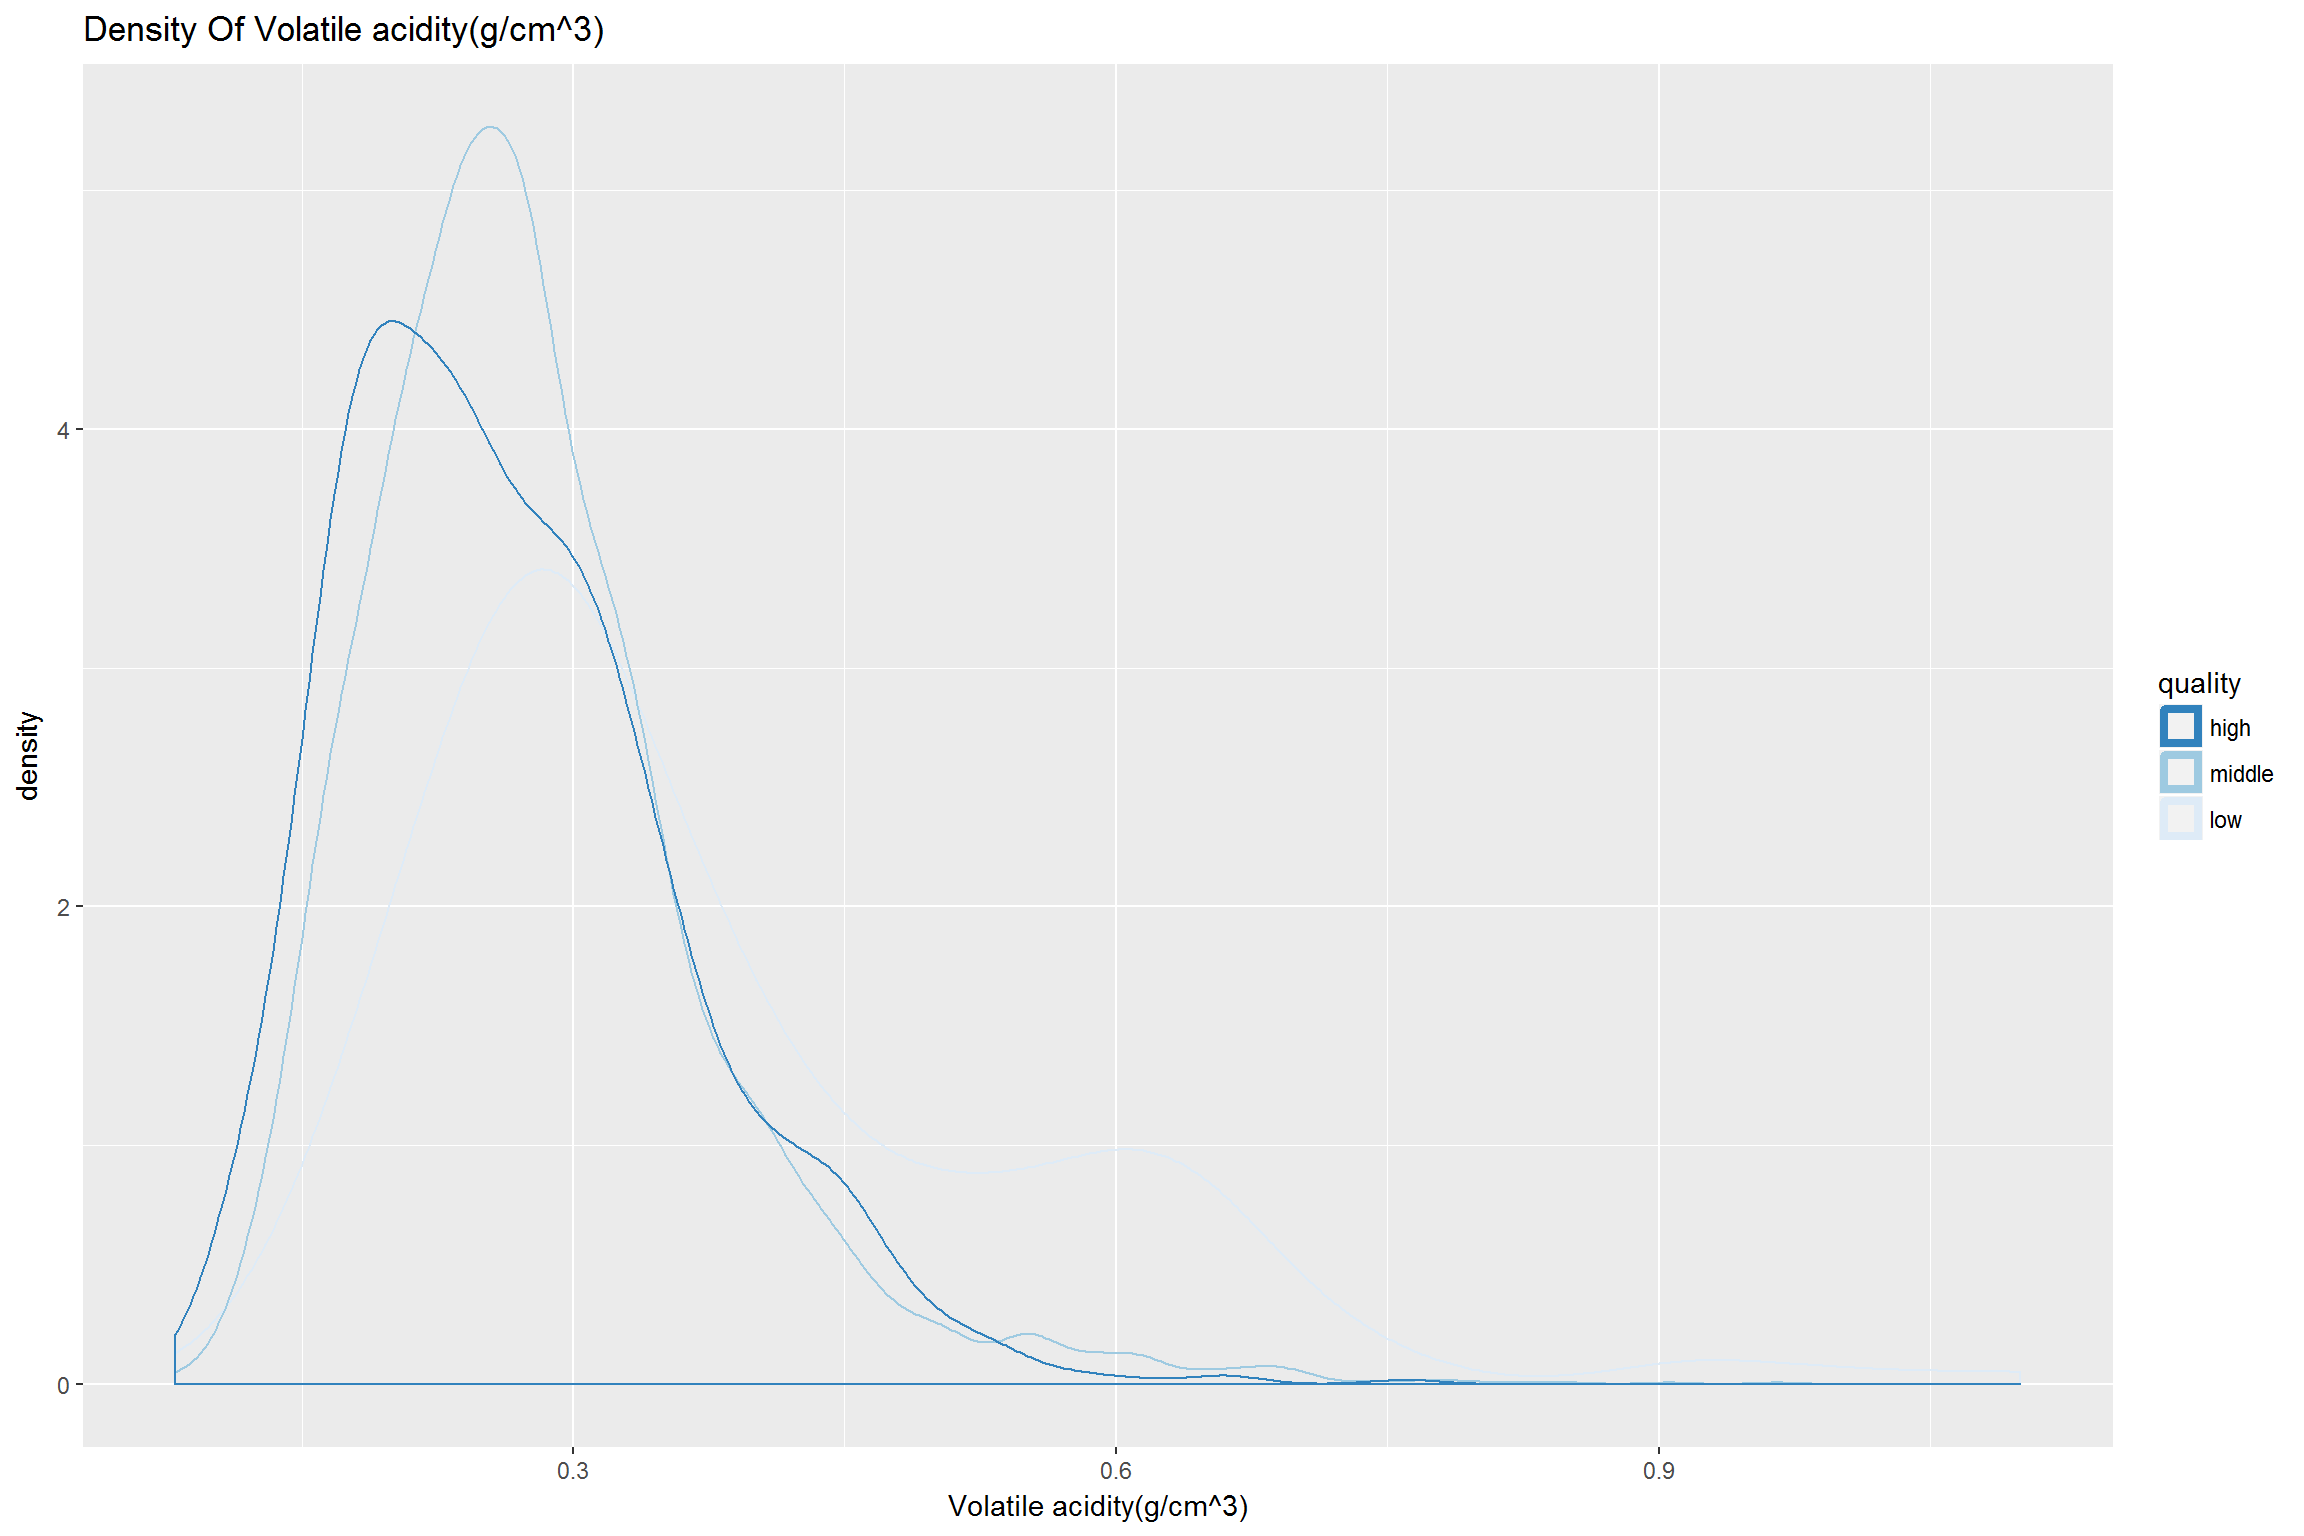 Density Of Volatile acidity(g/cm^3)
density
4
2
0
0.3
0.6
0.9
Volatile acidity(g/cm^3)
quality
high
middle
low